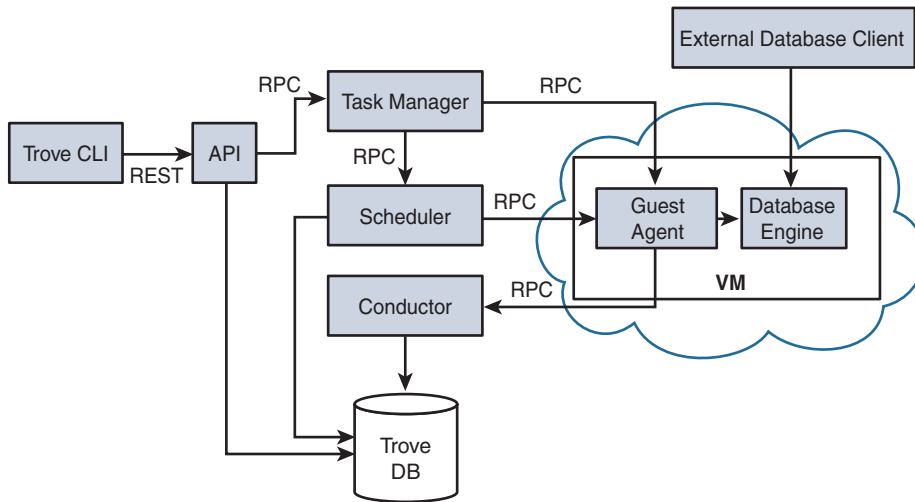 External Database Client
RPC
Task Manager
RPC
Trove CLI
REST
API
RPC
Scheduler
RPC
Guest
Agent
Database
Engine
VM
RPC
Conductor
Trove
DB